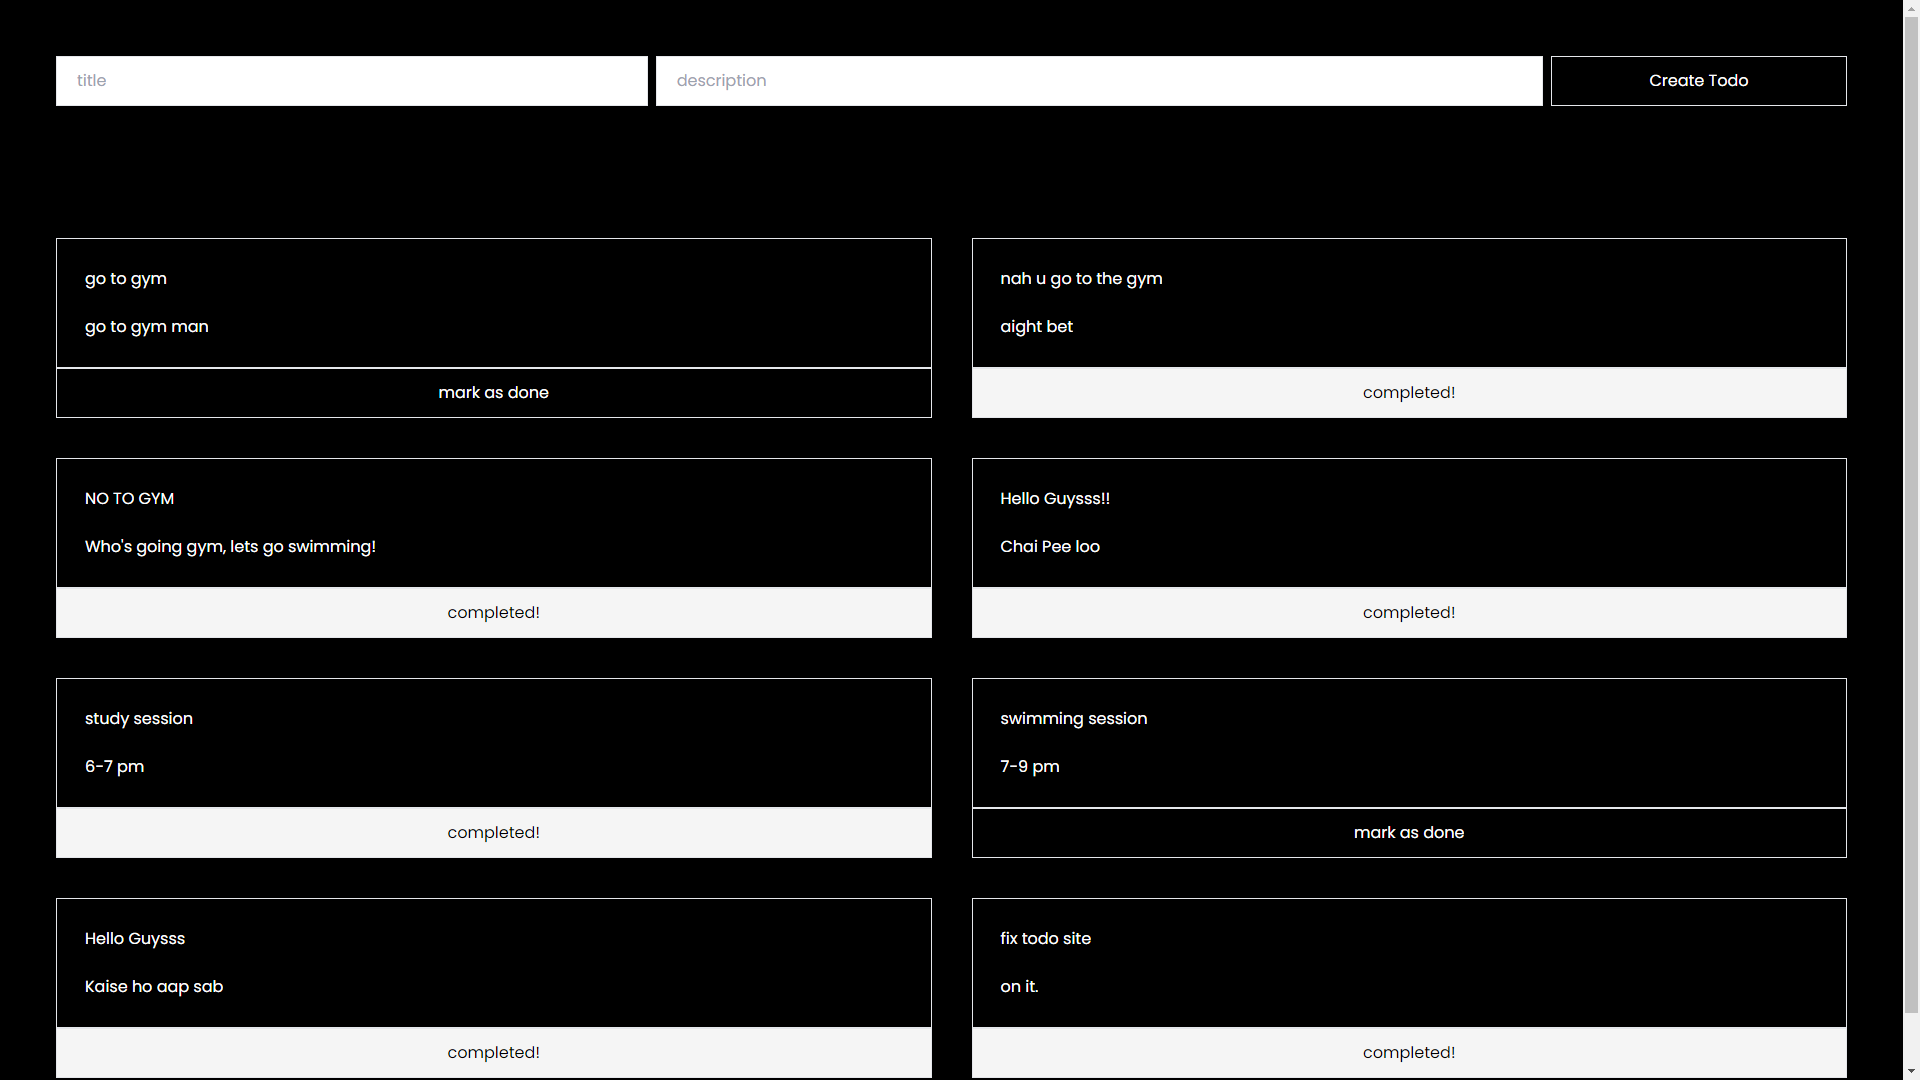 title
description
Create Todo
go to gym
go to gym man
mark as done
nah u go to the gym
aight bet
completed!
NO TO GYM
Who's going gym, lets go swimming!
completed!
Hello Guysss!!
Chai Pee loo
completed!
study session
6-7 pm
completed!
swimming session
7-9 pm
mark as done
Hello Guysss
Kaise ho aap sab
completed!
fix todo site
on it.
completed!